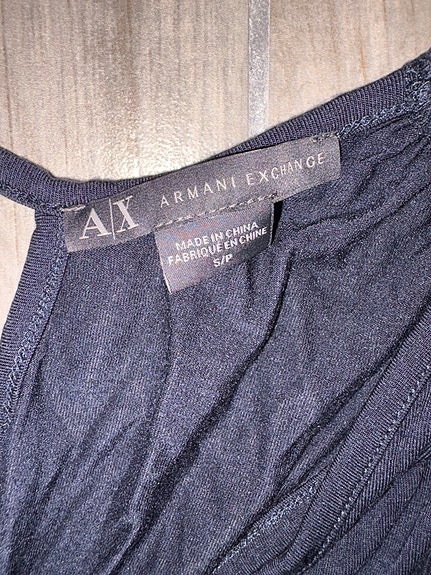 A|X ARMANI EXCHANGE
MADE IN CHINA
FABRIQUÉ EN CHINE
S/P